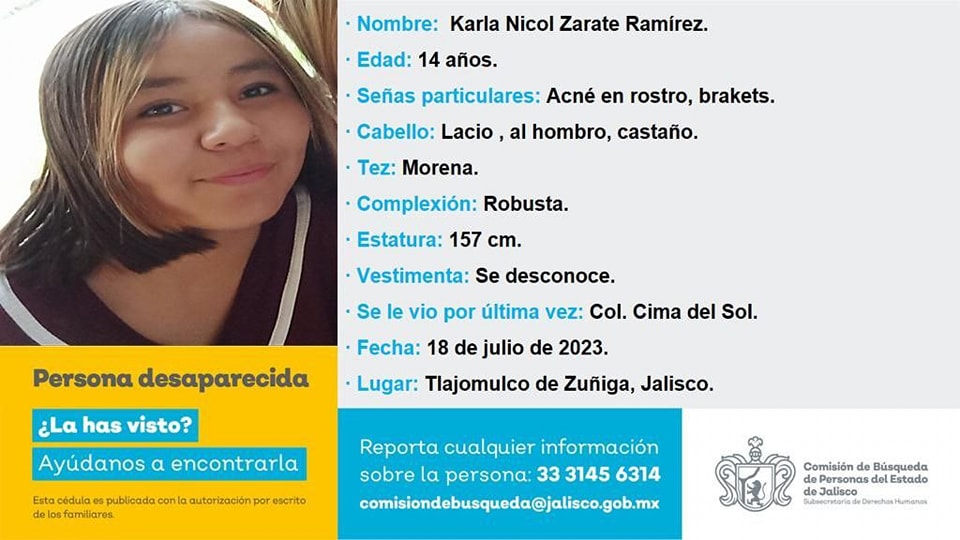 · Nombre: Karla Nicol Zarate Ramírez.
· Edad: 14 años.
· Señas particulares: Acné en rostro, brakets.
· Cabello: Lacio , al hombro, castaño.
· Tez: Morena.
· Complexión: Robusta.
· Estatura: 157 cm.
· Vestimenta: Se desconoce.
· Se le vio por última vez: Col. Cima del Sol.
· Fecha: 18 de julio de 2023.
· Lugar: Tlajomulco de Zuñiga, Jalisco.
Persona desaparecida
¿La has visto?
Ayúdanos a encontrarla
Esta cédula es publicada con la autorización por escrito
de los familiares.
Reporta cualquier información
sobre la persona: 33 3145 6314
comisiondebusqueda@jalisco.gob.mx
Comisión de Búsqueda
de Personas del Estado
de Jalisco
Subsecretaría de Derechos Humanos